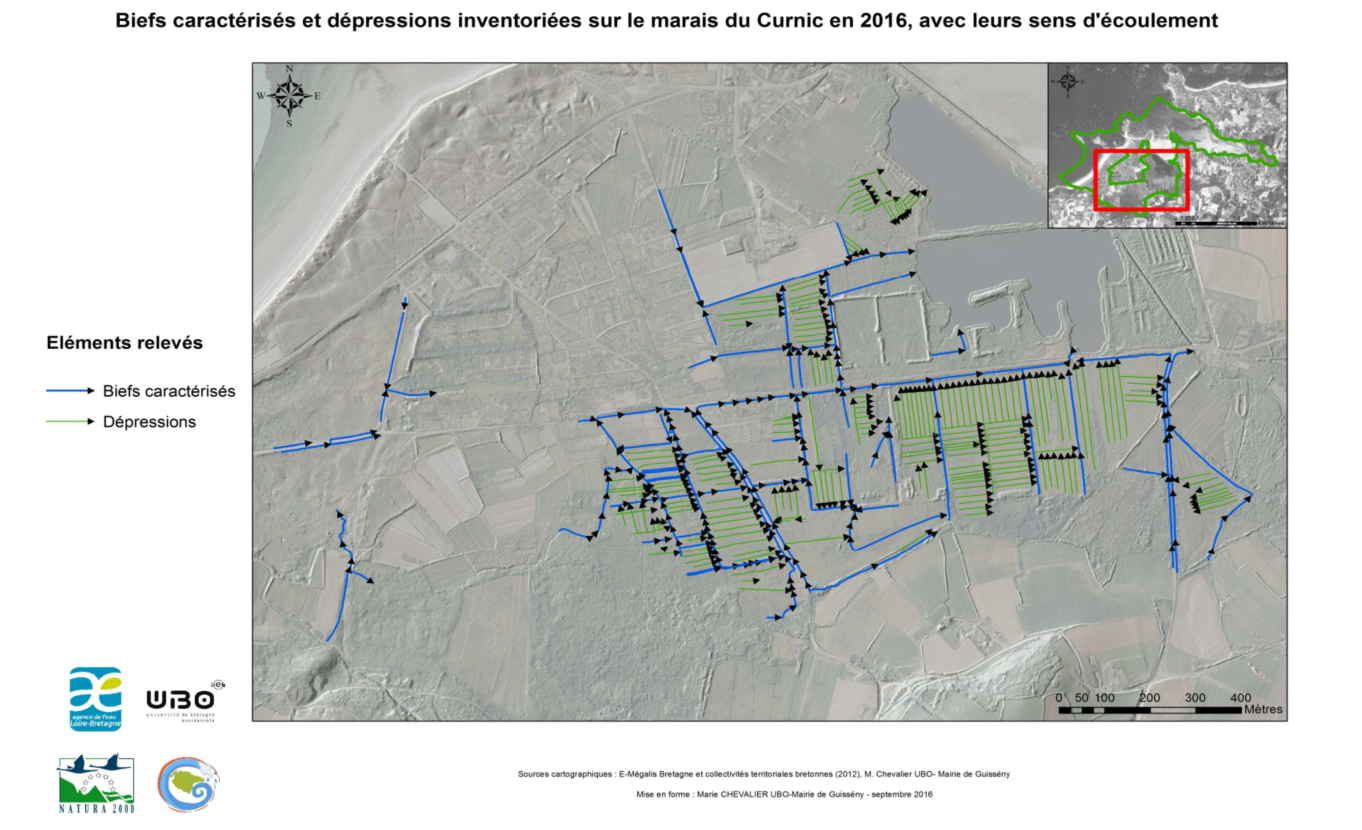 Biefs caractérisés et dépressions inventoriées sur le marais du Curnic en 2016, avec leurs sens d'écoulement
N
W E
S
Eléments relevés
Biefs caractérisés
Dépressions
agence de l'eau
Loire-Bretagne
UBO
ueb
université de bretagne
occidentale
NATURA 2000
0 50 100 200 300 400
Mètres
Sources cartographiques : E-Mégalis Bretagne et collectivités territoriales bretonnes (2012), M. Chevalier UBO- Mairie de Guissény
Mise en forme : Marie CHEVALIER UBO-Mairie de Guissény - septembre 2016